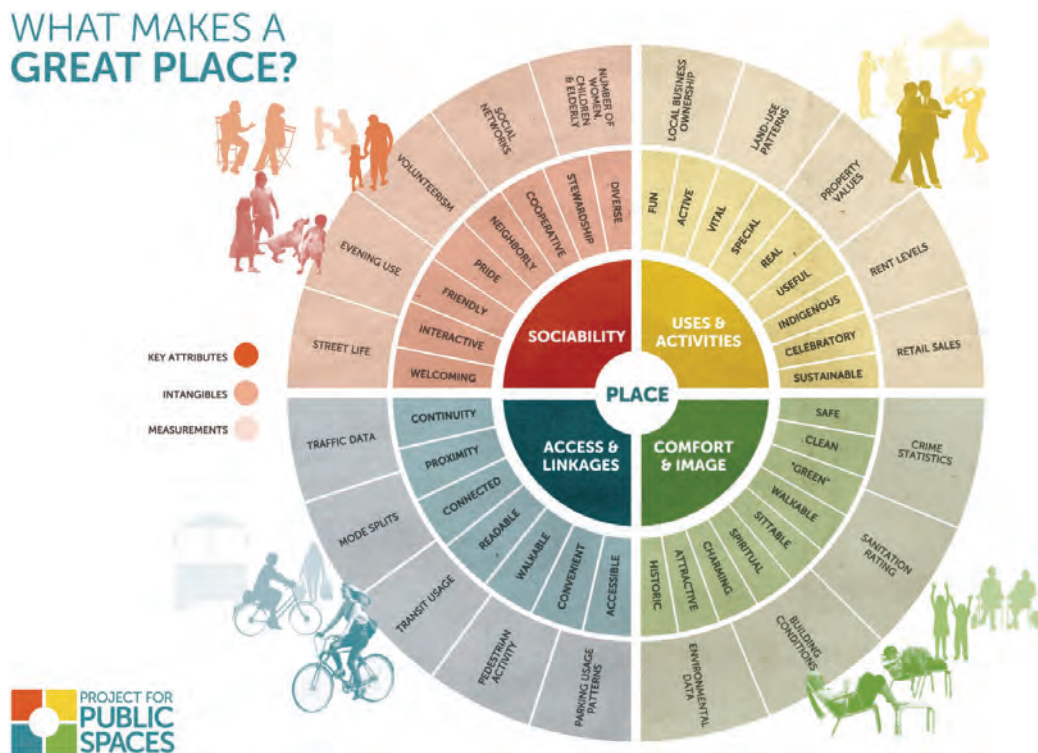 WHAT MAKES A
GREAT PLACE?
NUMBER OF
WOMEN,
CHILDREN
& ELDERLY
SOCIAL
NETWORKS
VOLUNTEERISM
EVENING USE
STREET LIFE
DIVERSE
STEWARDSHIP
COOPERATIVE
NEIGHBORLY
PRIDE
FRIENDLY
INTERACTIVE
WELCOMING
SOCIABILITY
LOCAL BUSINESS
OWNERSHIP
LAND-USE
PATTERNS
PROPERTY
VALUES
RENT LEVELS
RETAIL SALES
FUN
ACTIVE
VITAL
SPECIAL
REAL
USEFUL
INDIGENOUS
CELEBRATORY
SUSTAINABLE
USES &
ACTIVITIES
PLACE
KEY ATTRIBUTES
INTANGIBLES
MEASUREMENTS
ACCESS &
LINKAGES
CONTINUITY
PROXIMITY
CONNECTED
READABLE
WALKABLE
CONVENIENT
ACCESSIBLE
TRAFFIC DATA
MODE SPLITS
TRANSIT USAGE
PEDESTRIAN
ACTIVITY
PARKING USAGE
PATTERNS
COMFORT
& IMAGE
SAFE
CLEAN
"GREEN"
WALKABLE
SITTABLE
SPIRITUAL
CHARMING
ATTRACTIVE
HISTORIC
CRIME
STATISTICS
SANITATION
RATING
BUILDING
CONDITIONS
ENVIRONMENTAL
DATA
PROJECT FOR
PUBLIC
SPACES